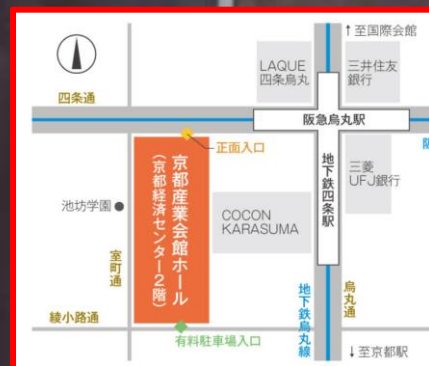 ↑至国際会館
LAQUE
四条烏丸
三井住友
銀行
四条通
阪急烏丸駅
正面入口
京都産業会館ホール
(京都経済センター2階)
地下鉄四条駅
三菱
UFJ銀行
池坊学園
COCON
KARASUMA
室町通
地下鉄烏丸線
烏丸通
綾小路通
有料駐車場入口
↓至京都駅